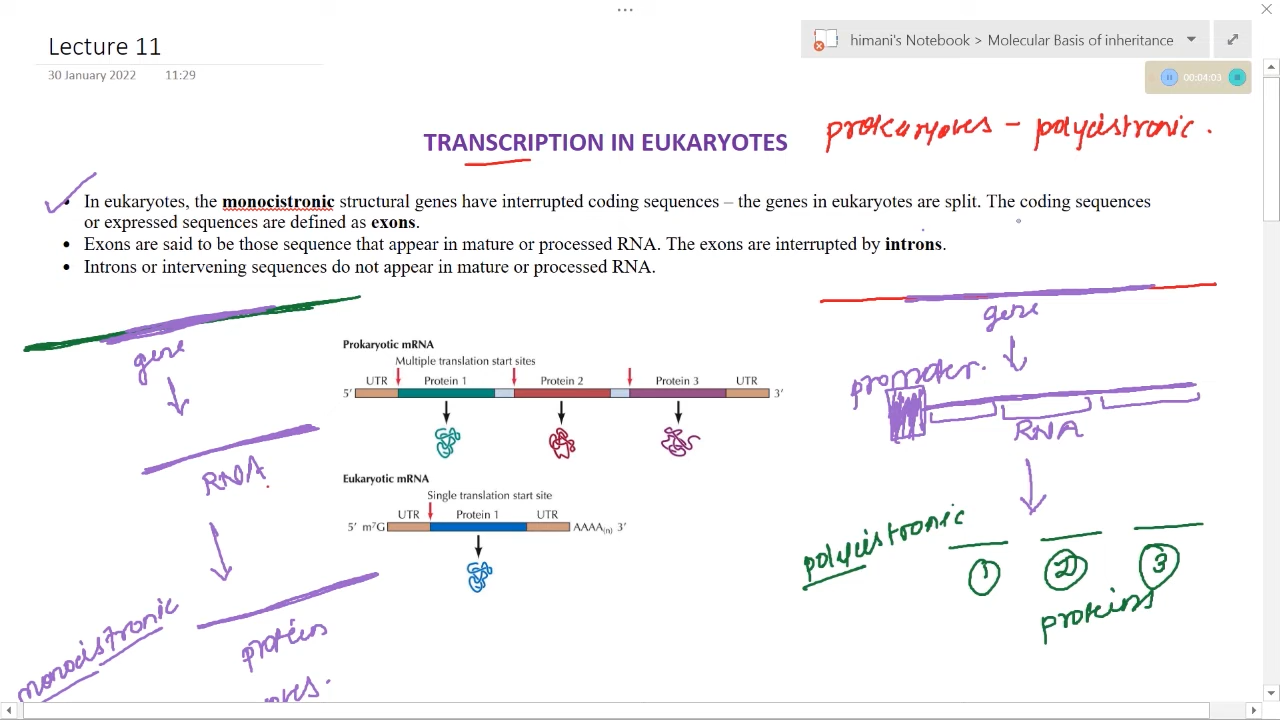 Lecture 11
himani's Notebook > Molecular Basis of inheritance
30 January 2022 11:29
00:04:03
TRANSCRIPTION IN EUKARYOTES
prokaryotes - polycistronic.
• In eukaryotes, the monocistronic structural genes have interrupted coding sequences – the genes in eukaryotes are split. The coding sequences
or expressed sequences are defined as exons.
• Exons are said to be those sequence that appear in mature or processed RNA. The exons are interrupted by introns.
• Introns or intervening sequences do not appear in mature or processed RNA.
gene
RNA.
monocistronic
protein
Prokaryotic mRNA
Multiple translation start sites
UTR Protein 1 Protein 2 Protein 3 UTR
5′ 3′
Eukaryotic mRNA
Single translation start site
UTR Protein 1 UTR
5′ m7G AAAA(n) 3′
gene
promoter.
RNA
polycistronic
1 2 3
proteins